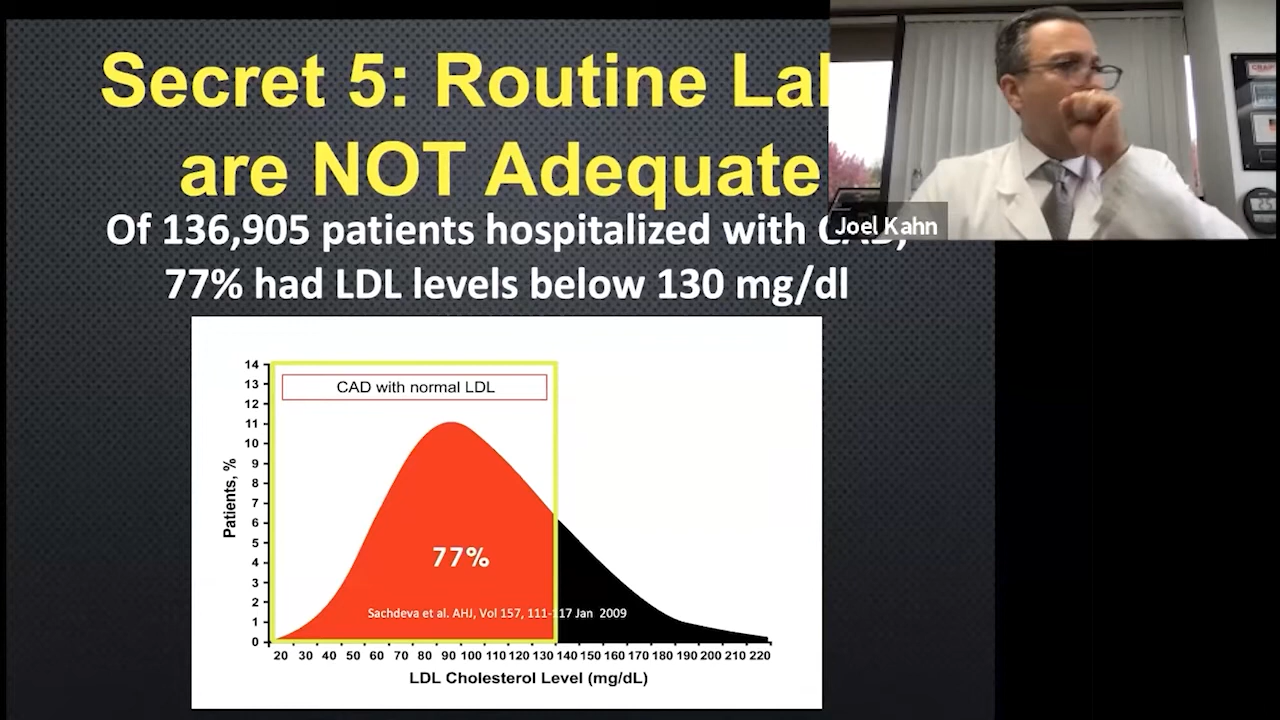 Secret 5: Routine
are NOT Adequate
Of 136,905 patients hospitalized with CAD,
77% had LDL levels below 130 mg/dl
Joel Kahn
CAD with normal LDL
14
13
12
11
10
9
8
7
6
5
4
3
2
1
0
Patients, %
77%
Sachdeva et al. AHJ, Vol 157, 111-117 Jan 2009
20 30 40 50 60 70 80 90 100 110 120 130 140 150 160 170 180 190 200 210 220
LDL Cholesterol Level (mg/dL)